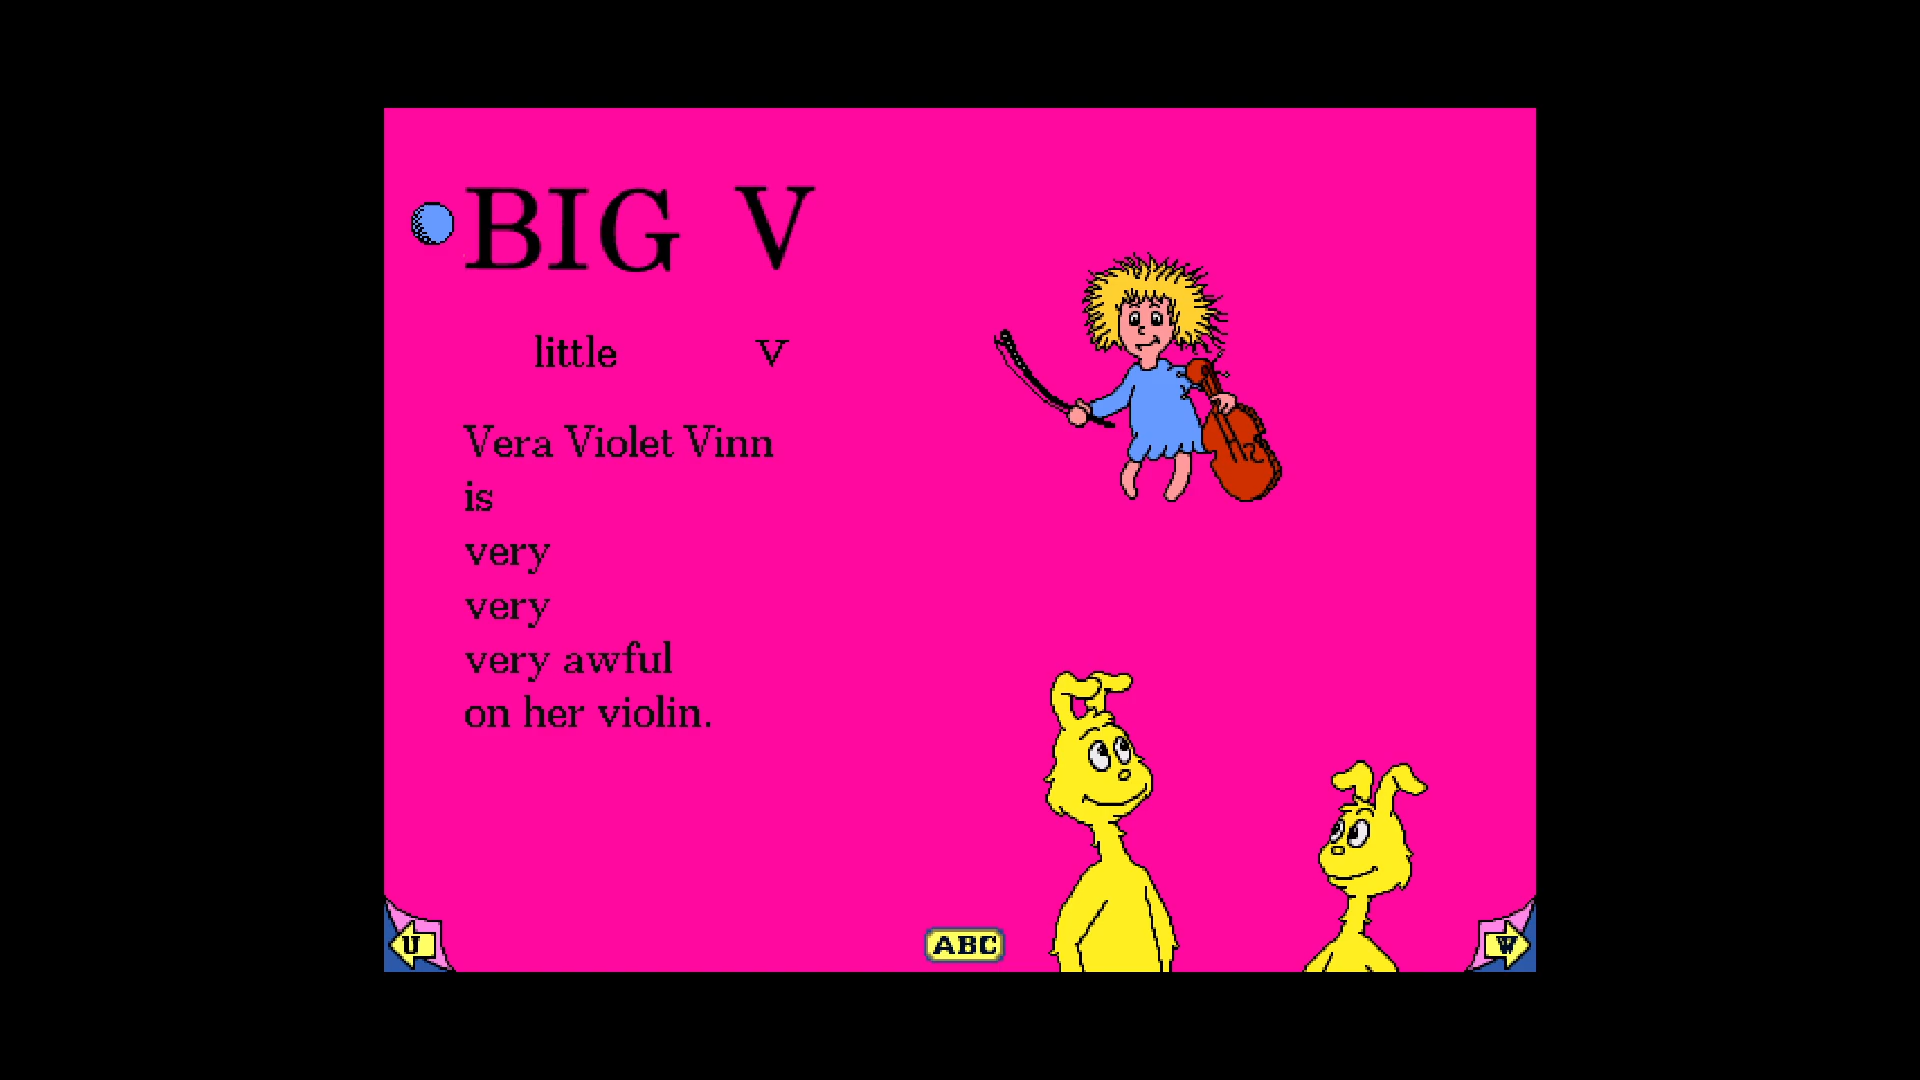 BIG V
little v
Vera Violet Vinn
is
very
very
very awful
on her violin.
U
ABC
W